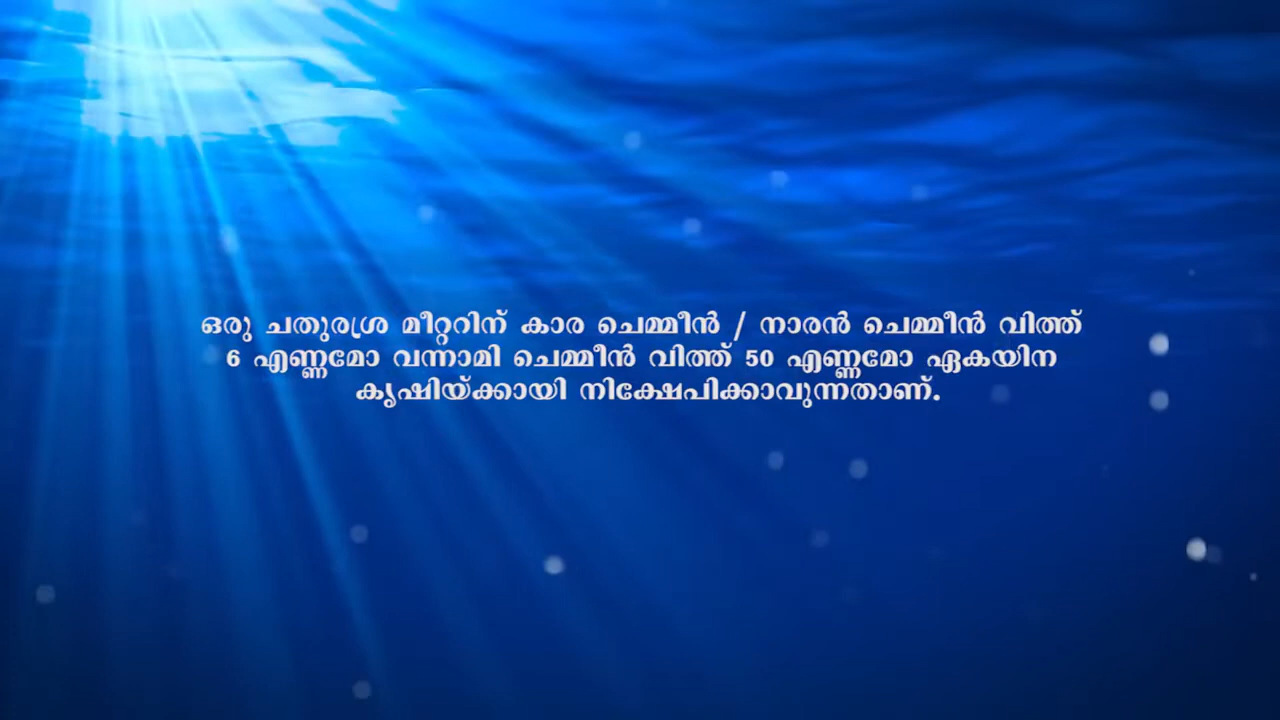 ഒരു ചതുരശ്ര മീറ്ററിന് കാര ചെമ്മീൻ / നാരൻ ചെമ്മീൻ വിത്ത്
6 എണ്ണമോ വന്നാമി ചെമ്മീൻ വിത്ത് 50 എണ്ണമോ ഏകയിന
കൃഷിയ്ക്കായി നിക്ഷേപിക്കാവുന്നതാണ്.